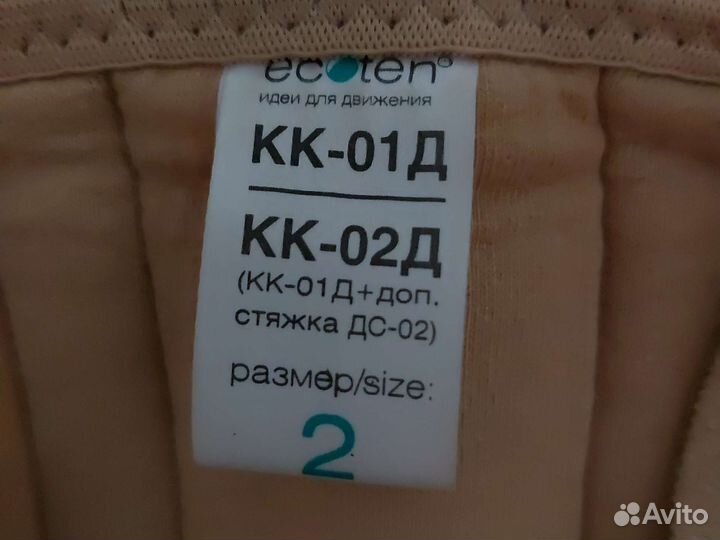 ecoten®
идеи для движения
КК-01Д
КК-02Д
(КК-01Д+доп.
стяжка ДС-02)
размер/size:
2
Avito